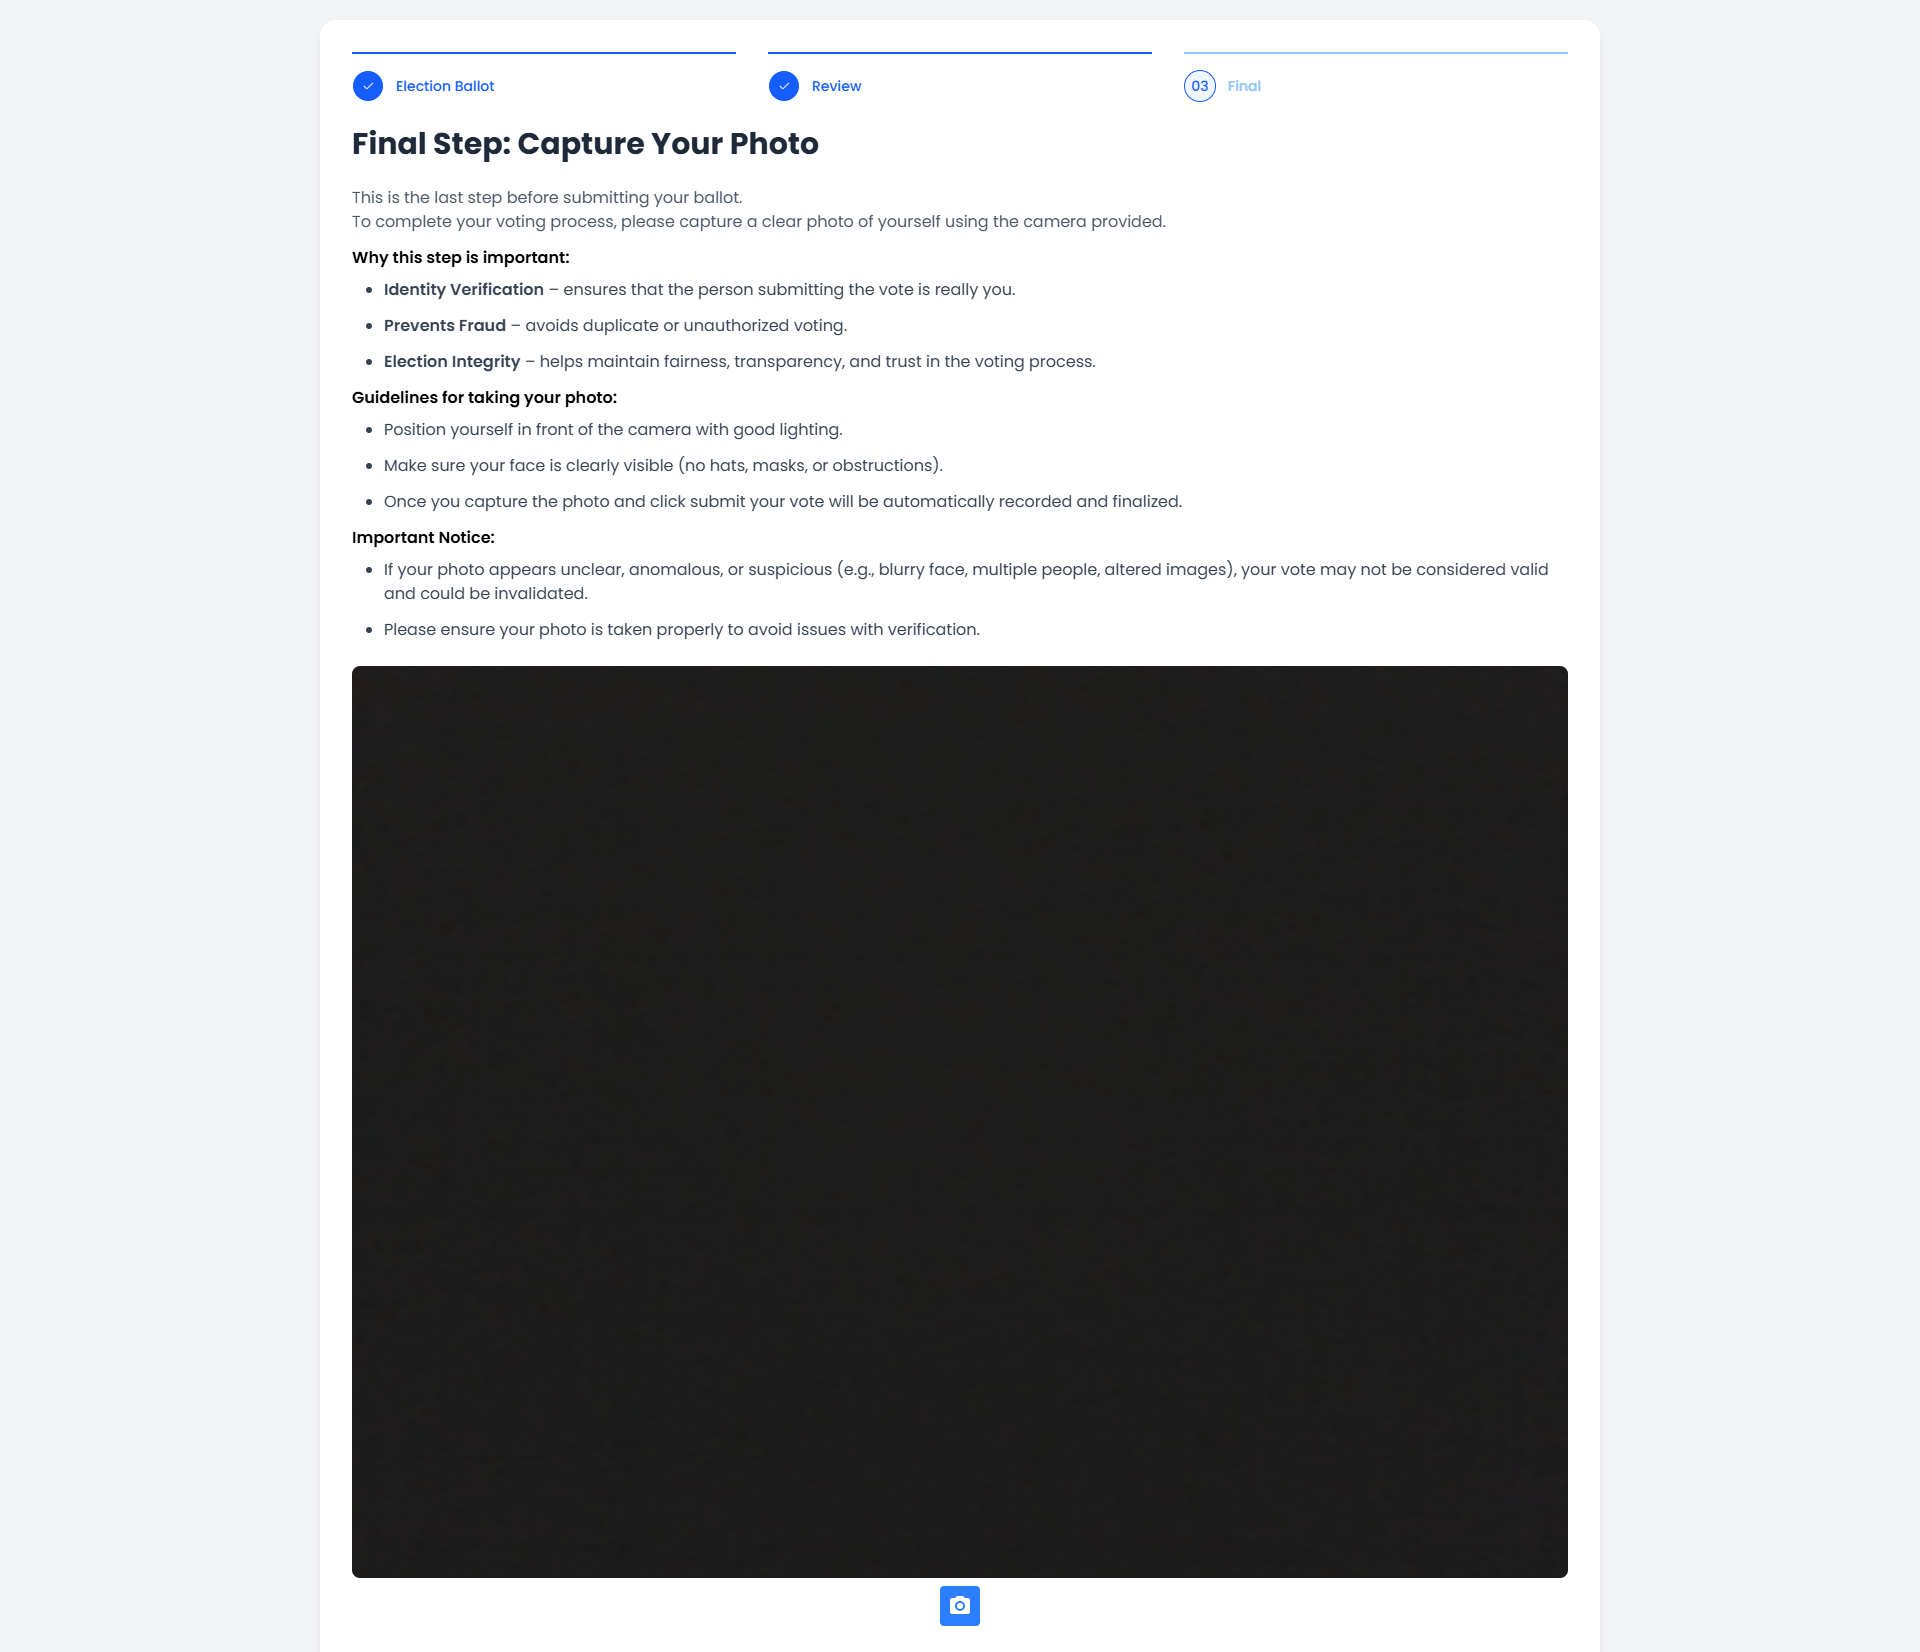 Election Ballot
Review
03 Final
Final Step: Capture Your Photo
This is the last step before submitting your ballot.
To complete your voting process, please capture a clear photo of yourself using the camera provided.
Why this step is important:
Identity Verification – ensures that the person submitting the vote is really you.
Prevents Fraud – avoids duplicate or unauthorized voting.
Election Integrity – helps maintain fairness, transparency, and trust in the voting process.
Guidelines for taking your photo:
Position yourself in front of the camera with good lighting.
Make sure your face is clearly visible (no hats, masks, or obstructions).
Once you capture the photo and click submit your vote will be automatically recorded and finalized.
Important Notice:
If your photo appears unclear, anomalous, or suspicious (e.g., blurry face, multiple people, altered images), your vote may not be considered valid
and could be invalidated.
Please ensure your photo is taken properly to avoid issues with verification.